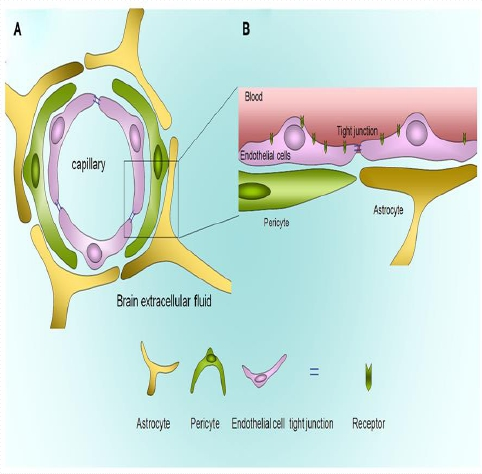 A
B
Blood
Tight junction
Endothelial cells
capillary
Pericyte
Astrocyte
Brain extracellular fluid
Astrocyte Pericyte Endothelial cell tight junction Receptor